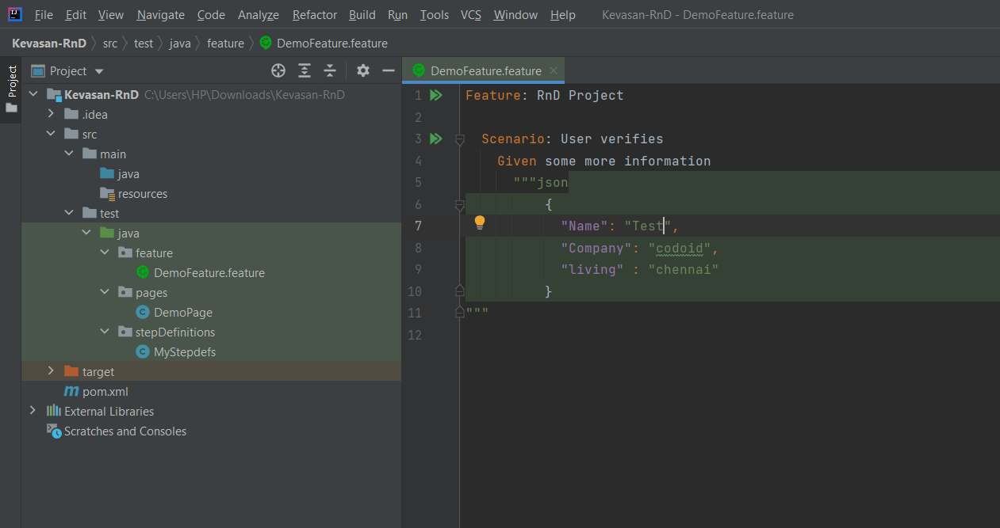 File Edit View Navigate Code Analyze Refactor Build Run Tools VCS Window Help Kevasan-RnD - DemoFeature.feature
Kevasan-RnD src test java feature DemoFeature.feature
Project
Project
Kevasan-RnD C:\Users\HP\Downloads\Kevasan-RnD
.idea
src
main
java
resources
test
java
feature
DemoFeature.feature
pages
DemoPage
stepDefinitions
MyStepdefs
target
pom.xml
External Libraries
Scratches and Consoles
DemoFeature.feature
1 Feature: RnD Project
2
3 Scenario: User verifies
4 Given some more information
5 """json
6 {
7 "Name": "Test",
8 "Company": "codoid",
9 "living" : "chennai"
10 }
11 """
12